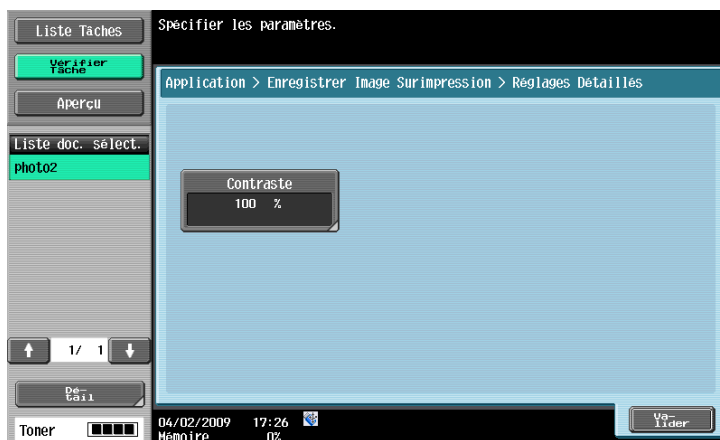 Liste Tâches
Spécifier les paramètres.
Vérifier
Tâche
Application > Enregistrer Image Surimpression > Réglages Détaillés
Aperçu
Liste doc. sélect.
photo2
Contraste
100 %
1/ 1
Dé-
tail
Toner
04/02/2009 17:26
Mémoire 0%
Va-
lider